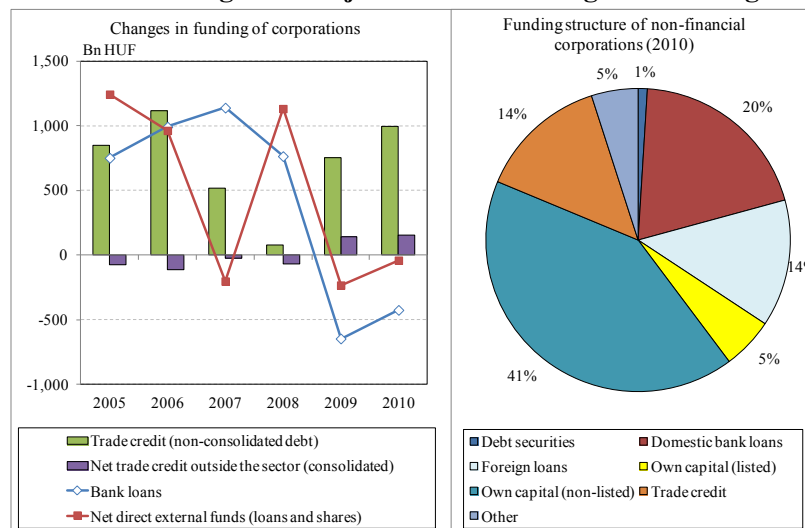 Changes in funding of corporations
Bn HUF
1,500
1,000
500
0
-500
-1,000
2005 2006 2007 2008 2009 2010
Trade credit (non-consolidated debt)
Net trade credit outside the sector (consolidated)
Bank loans
Net direct external funds (loans and shares)
Funding structure of non-financial
corporations (2010)
5% 1%
20%
14%
14%
5%
41%
Debt securities Domestic bank loans
Foreign loans Own capital (listed)
Own capital (non-listed) Trade credit
Other